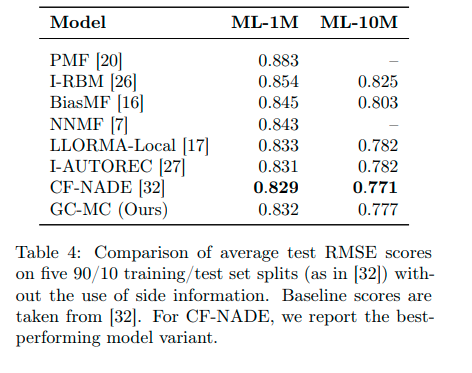 Model ML-1M ML-10M
PMF [20] 0.883 –
I-RBM [26] 0.854 0.825
BiasMF [16] 0.845 0.803
NNMF [7] 0.843 –
LLORMA-Local [17] 0.833 0.782
I-AUTOREC [27] 0.831 0.782
CF-NADE [32] 0.829 0.771
GC-MC (Ours) 0.832 0.777
Table 4: Comparison of average test RMSE scores
on five 90/10 training/test set splits (as in [32]) with-
out the use of side information. Baseline scores are
taken from [32]. For CF-NADE, we report the best-
performing model variant.